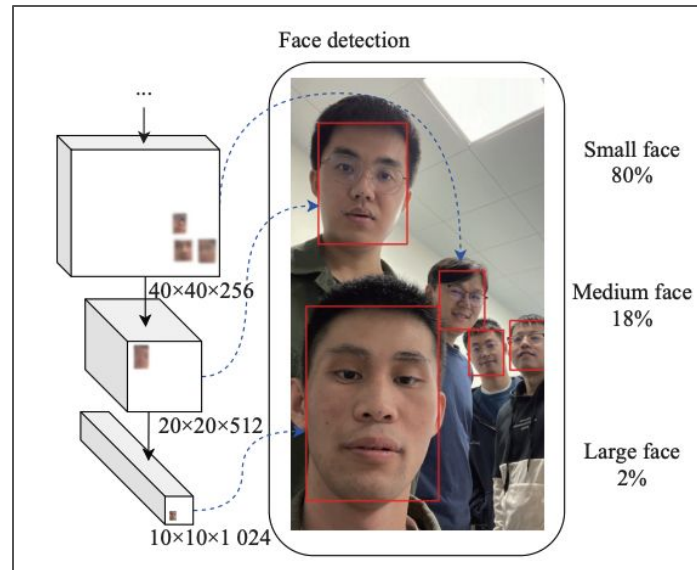 Face detection
...
Small face
80%
40×40×256
Medium face
18%
20×20×512
Large face
2%
10×10×1 024